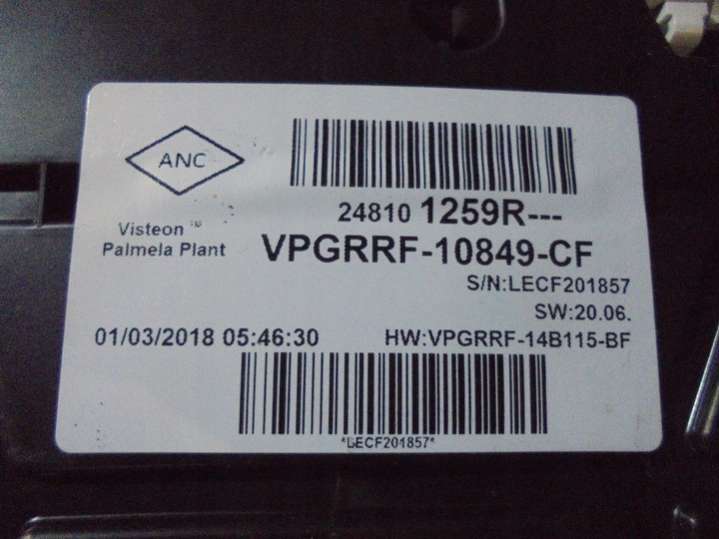 ANC
24810 1259R---
Visteon ™
Palmela Plant
VPGRRF-10849-CF
S/N:LECF201857
SW:20.06.
01/03/2018 05:46:30 HW:VPGRRF-14B115-BF
*LECF201857*